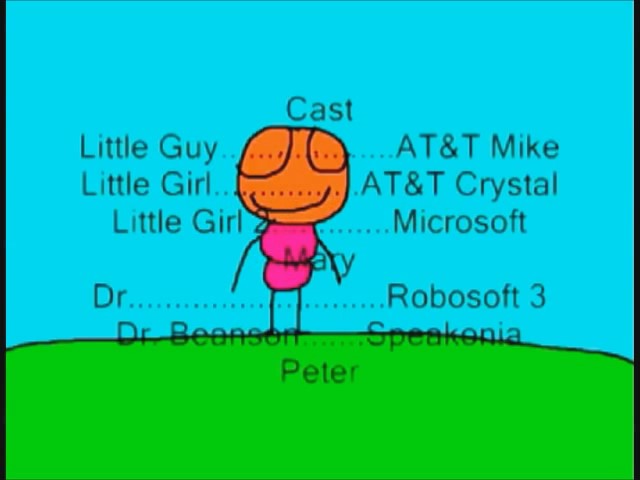 Cast
Little Guy..................AT&T Mike
Little Girl...............AT&T Crystal
Little Girl 2............Microsoft
Mary
Dr............................Robosoft 3
Dr. Beanson.......Speakonia
Peter